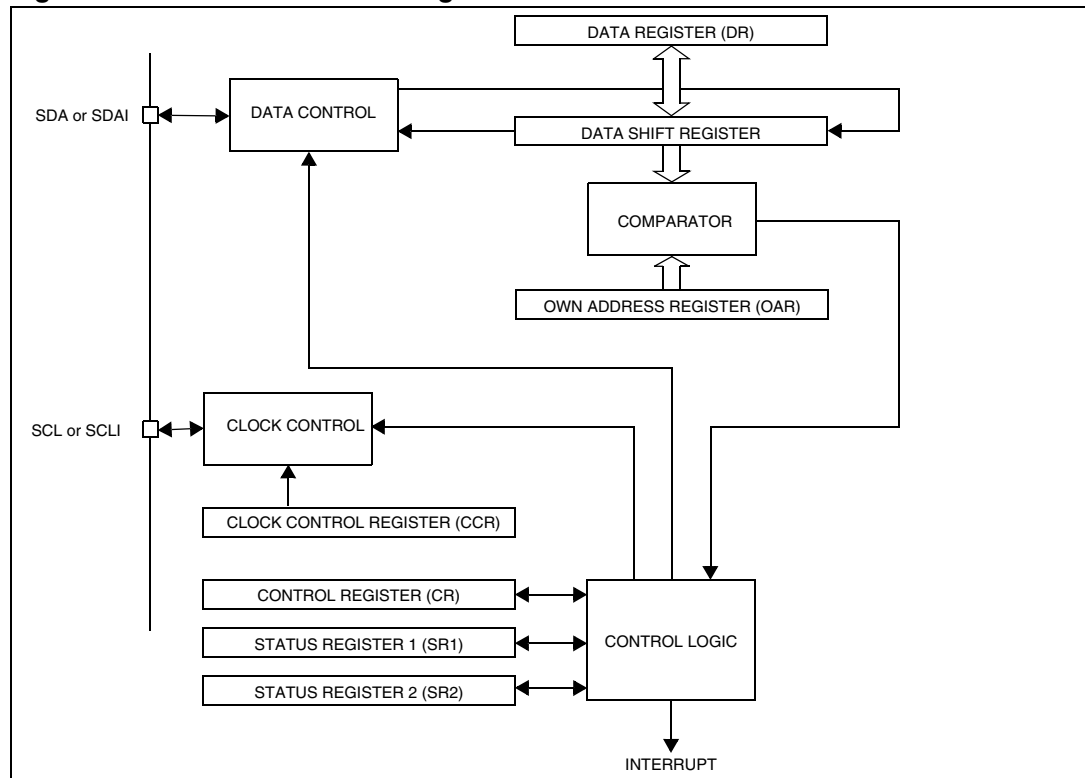 DATA REGISTER (DR)
SDA or SDAI
DATA CONTROL
DATA SHIFT REGISTER
COMPARATOR
OWN ADDRESS REGISTER (OAR)
SCL or SCLI
CLOCK CONTROL
CLOCK CONTROL REGISTER (CCR)
CONTROL REGISTER (CR)
STATUS REGISTER 1 (SR1)
CONTROL LOGIC
STATUS REGISTER 2 (SR2)
INTERRUPT